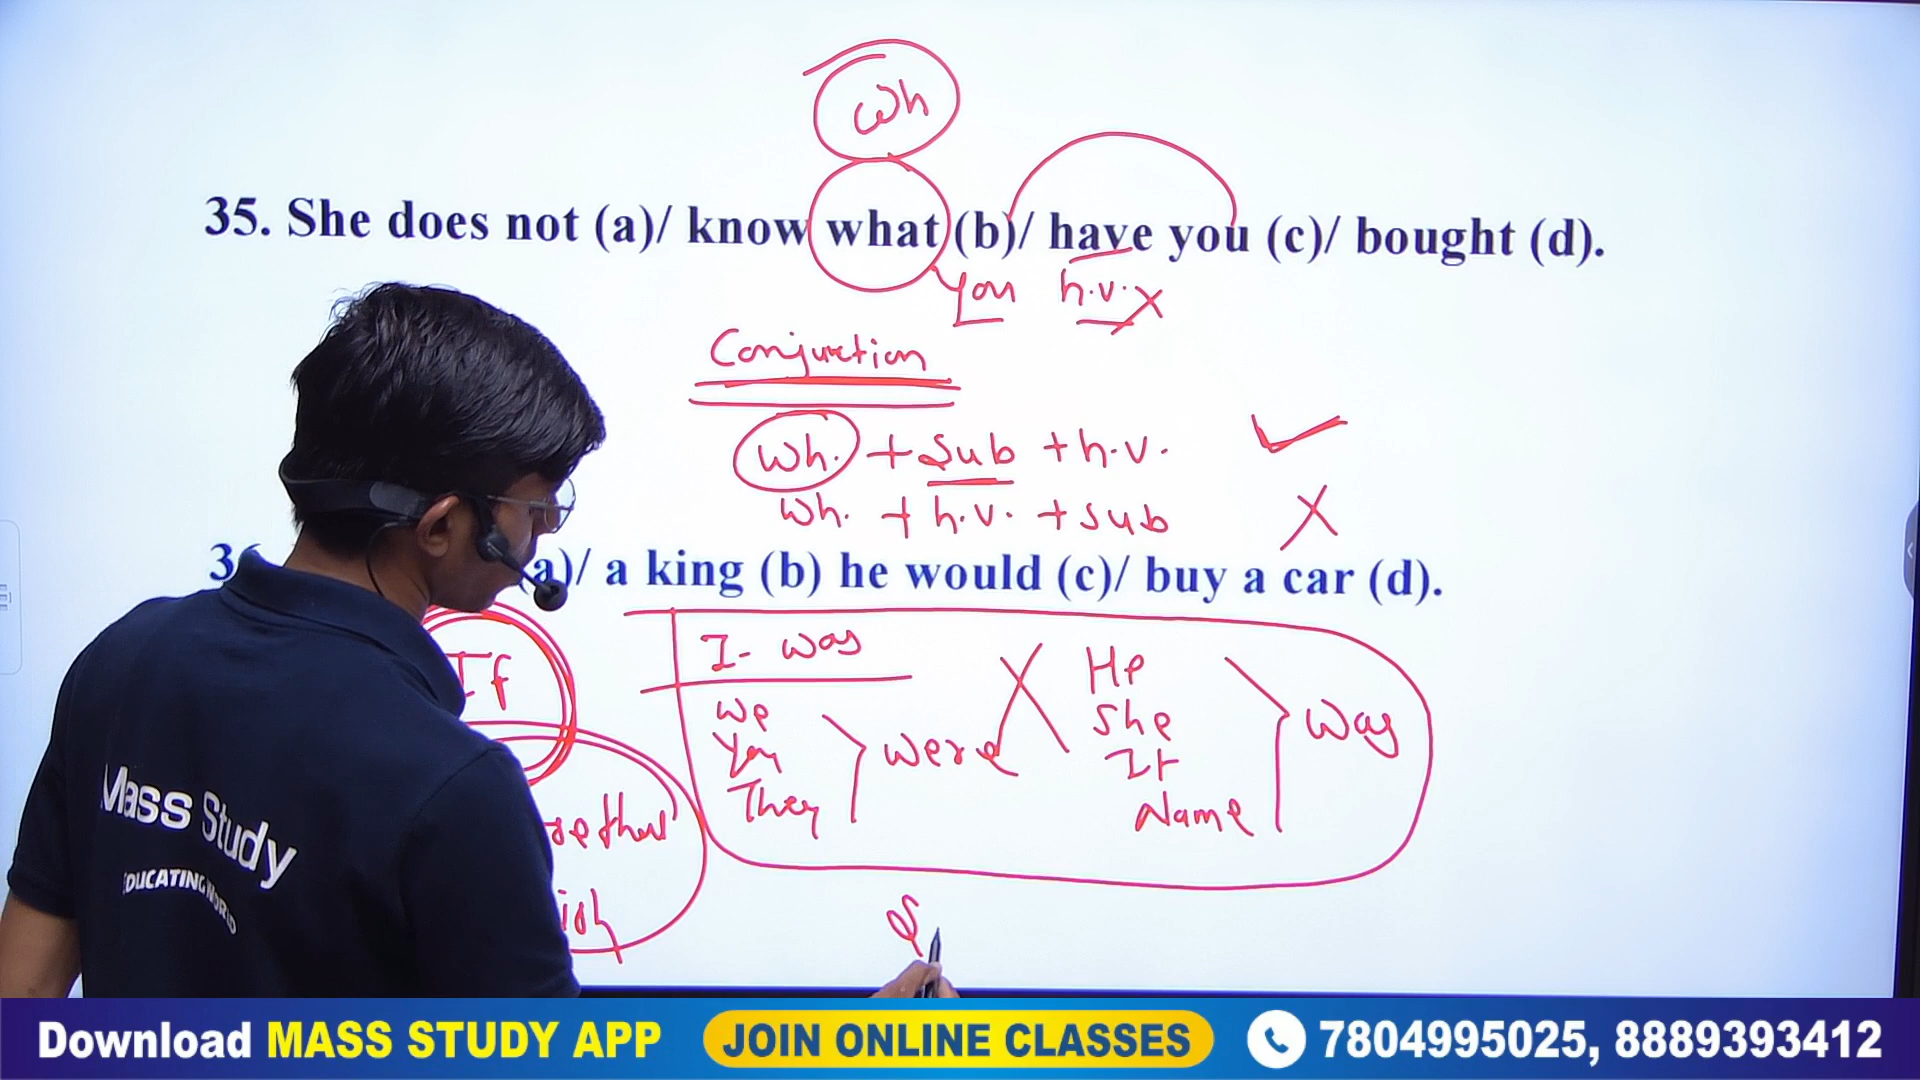 Wh
35. She does not (a)/ know what (b)/ have you (c)/ bought (d).
You h.v. X
Conjunction
Wh. + Sub + h.v. ✓
Wh. + h.v. + Sub X
(a)/ a king (b) he would (c)/ buy a car (d).
If
I- was
We
You
They
were
He
She
It
Name
Was
Mass Study
EDUCATING WORLD
Download MASS STUDY APP JOIN ONLINE CLASSES 7804995025, 8889393412